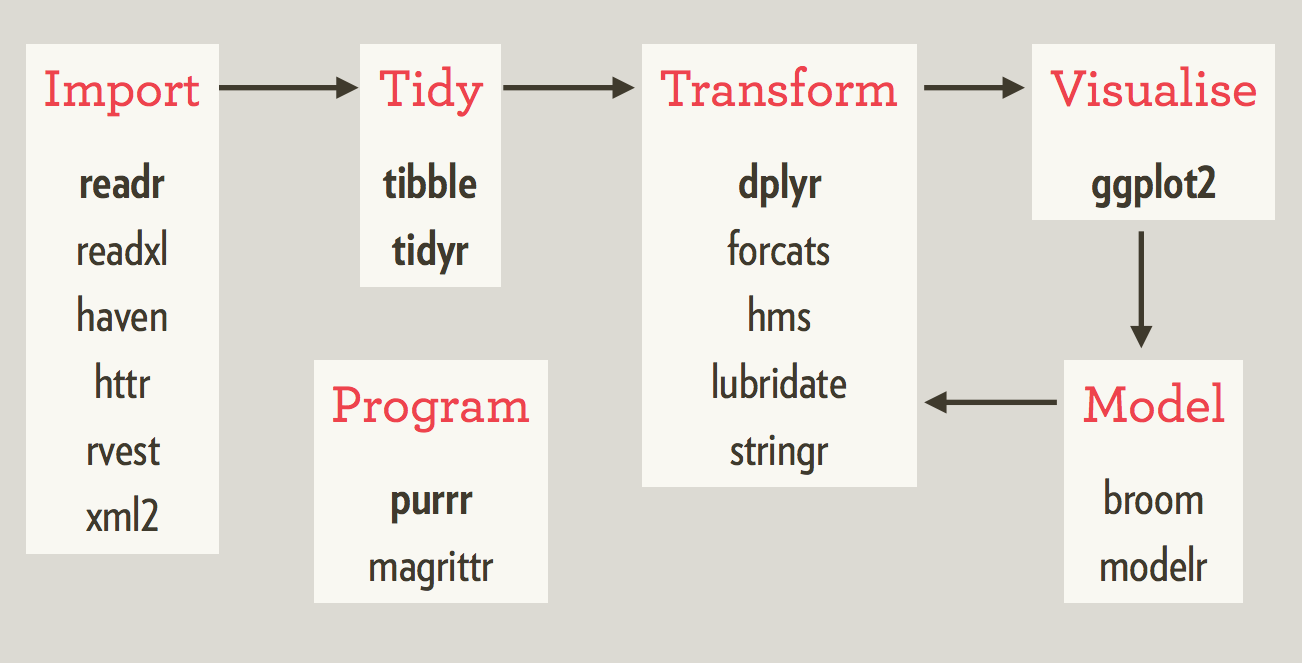 Import
readr
readxl
haven
httr
rvest
xml2
Tidy
tibble
tidyr
Program
purrr
magrittr
Transform
dplyr
forcats
hms
lubridate
stringr
Visualise
ggplot2
Model
broom
modelr